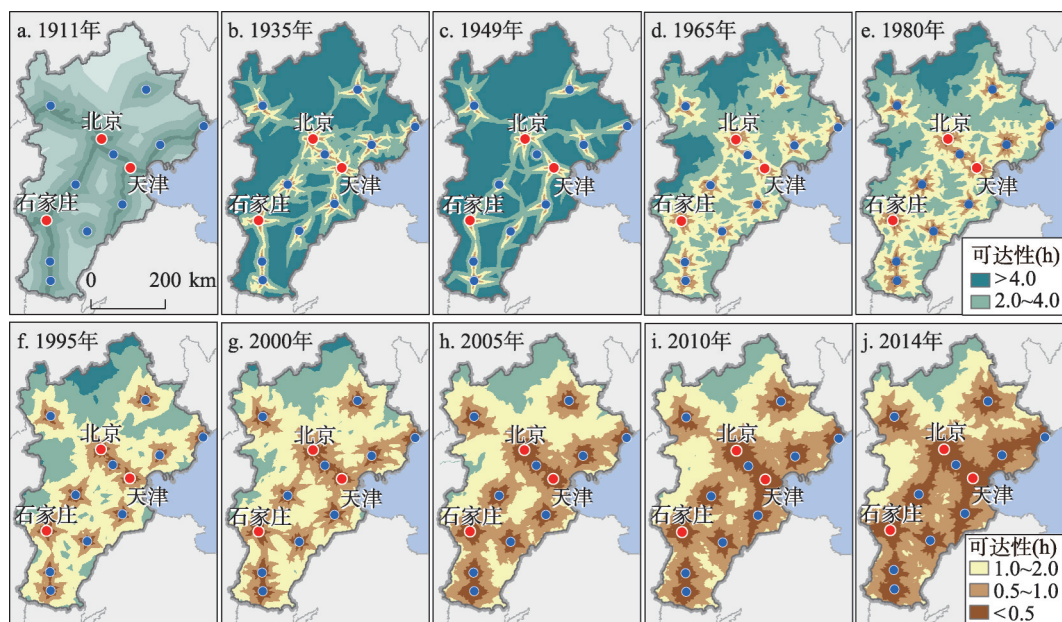 a. 1911年
北京
天津
石家庄
0 200 km
b. 1935年
北京
天津
石家庄
c. 1949年
北京
天津
石家庄
d. 1965年
北京
天津
石家庄
e. 1980年
北京
天津
石家庄
可达性(h)
>4.0
2.0~4.0
f. 1995年
北京
天津
石家庄
g. 2000年
北京
天津
石家庄
h. 2005年
北京
天津
石家庄
i. 2010年
北京
天津
石家庄
j. 2014年
北京
天津
石家庄
可达性(h)
1.0~2.0
0.5~1.0
<0.5